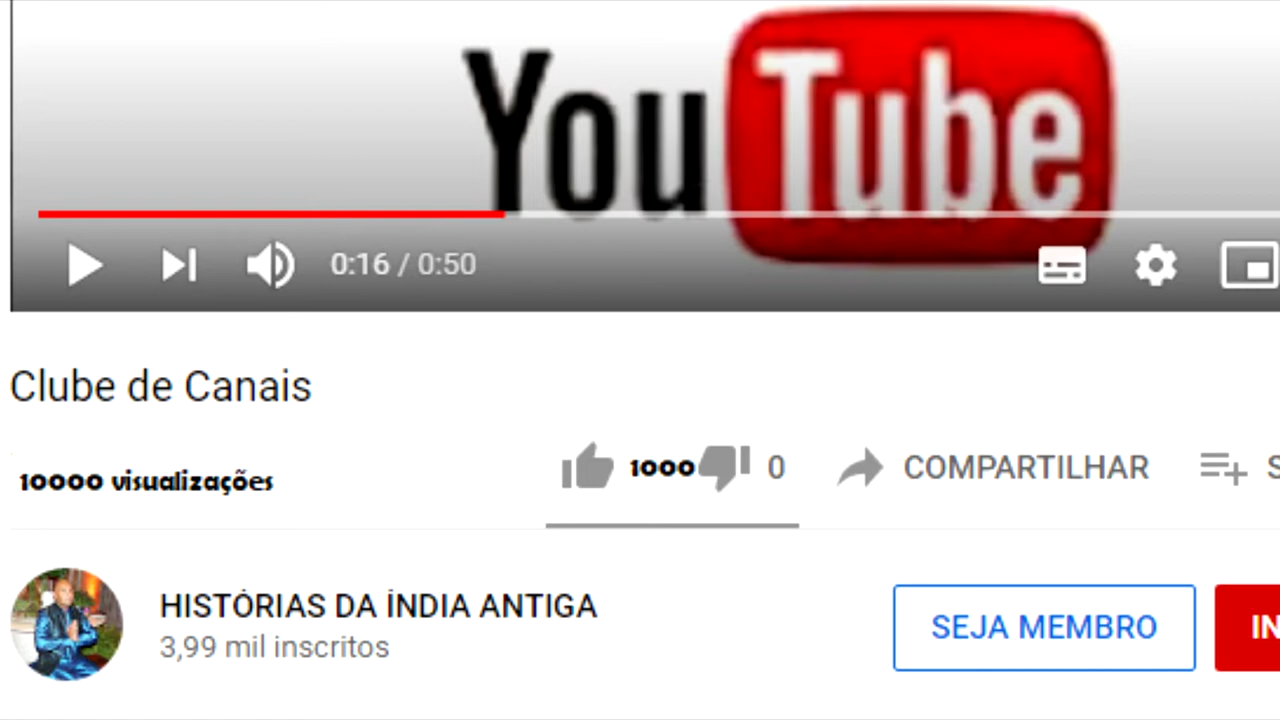 YouTube
0:16 / 0:50
Clube de Canais
10000 visualizações
1000 0 COMPARTILHAR S
HISTÓRIAS DA ÍNDIA ANTIGA
3,99 mil inscritos
SEJA MEMBRO IN